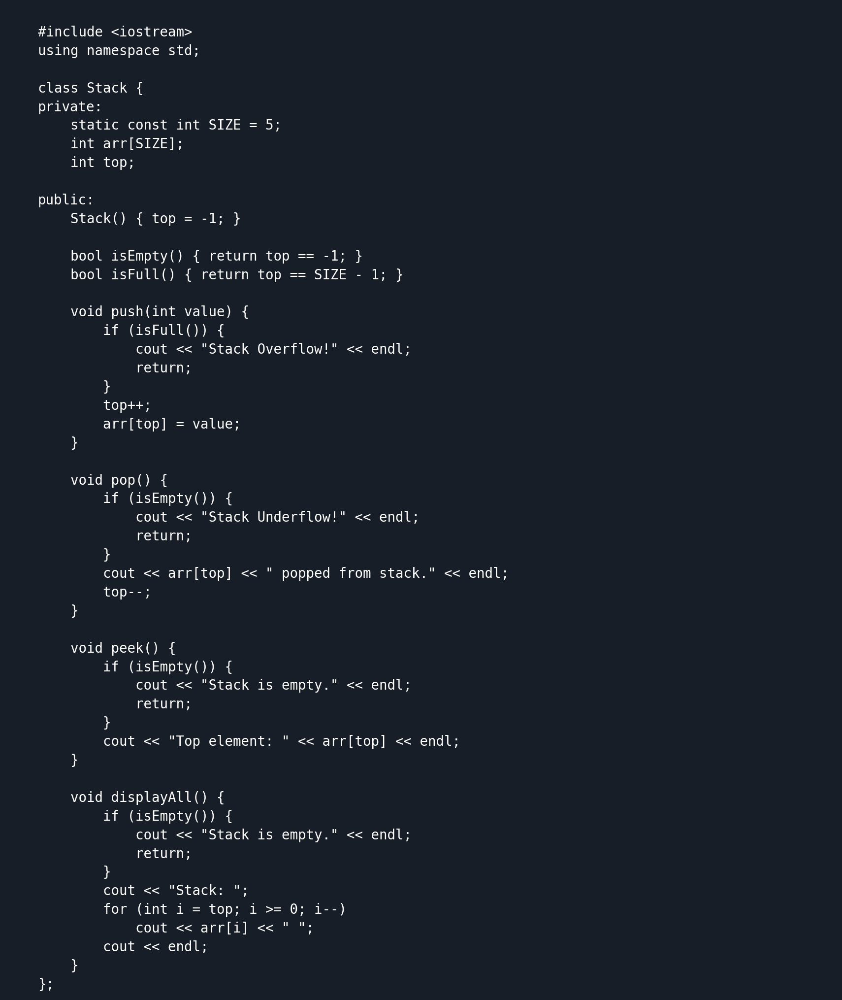 #include <iostream>
using namespace std;

class Stack {
private:
    static const int SIZE = 5;
    int arr[SIZE];
    int top;

public:
    Stack() { top = -1; }

    bool isEmpty() { return top == -1; }
    bool isFull() { return top == SIZE - 1; }

    void push(int value) {
        if (isFull()) {
            cout << "Stack Overflow!" << endl;
            return;
        }
        top++;
        arr[top] = value;
    }

    void pop() {
        if (isEmpty()) {
            cout << "Stack Underflow!" << endl;
            return;
        }
        cout << arr[top] << " popped from stack." << endl;
        top--;
    }

    void peek() {
        if (isEmpty()) {
            cout << "Stack is empty." << endl;
            return;
        }
        cout << "Top element: " << arr[top] << endl;
    }

    void displayAll() {
        if (isEmpty()) {
            cout << "Stack is empty." << endl;
            return;
        }
        cout << "Stack: ";
        for (int i = top; i >= 0; i--)
            cout << arr[i] << " ";
        cout << endl;
    }
};